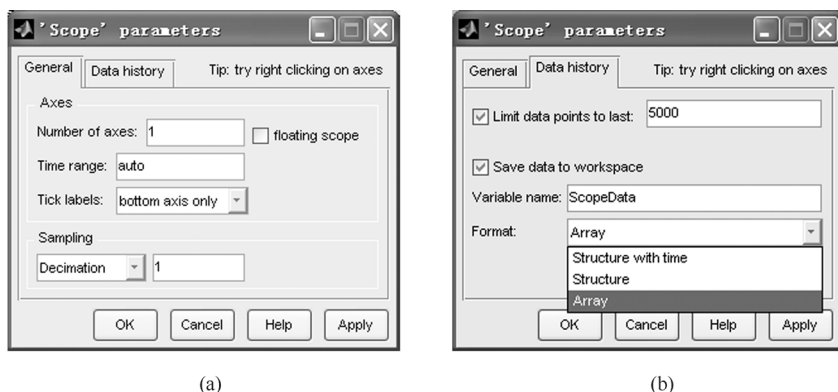 'Scope' parameters
General
Data history
Tip: try right clicking on axes
Axes
Number of axes: 1
floating scope
Time range: auto
Tick labels: bottom axis only
Sampling
Decimation 1
OK Cancel Help Apply
(a)
'Scope' parameters
General
Data history
Tip: try right clicking on axes
Limit data points to last: 5000
Save data to workspace
Variable name: ScopeData
Format: Array
Structure with time
Structure
Array
OK Cancel Help Apply
(b)